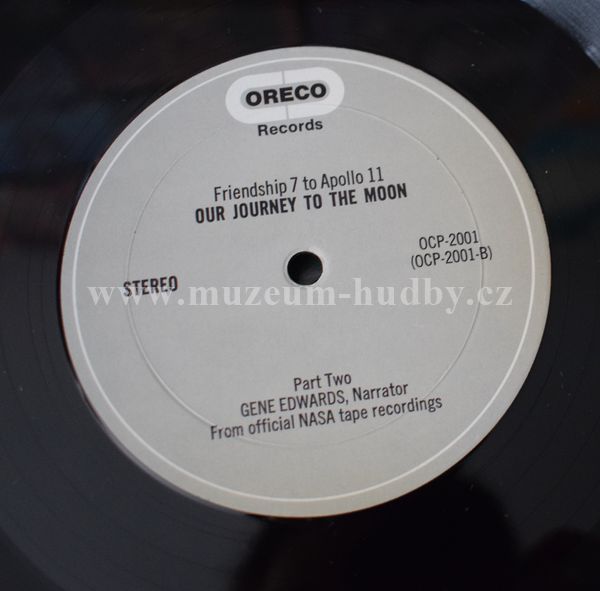 ORECO
Records
Friendship 7 to Apollo 11
OUR JOURNEY TO THE MOON
OCP-2001
(OCP-2001-B)
STEREO
www.muzeum-hudby.cz
Part Two
GENE EDWARDS, Narrator
From official NASA tape recordings